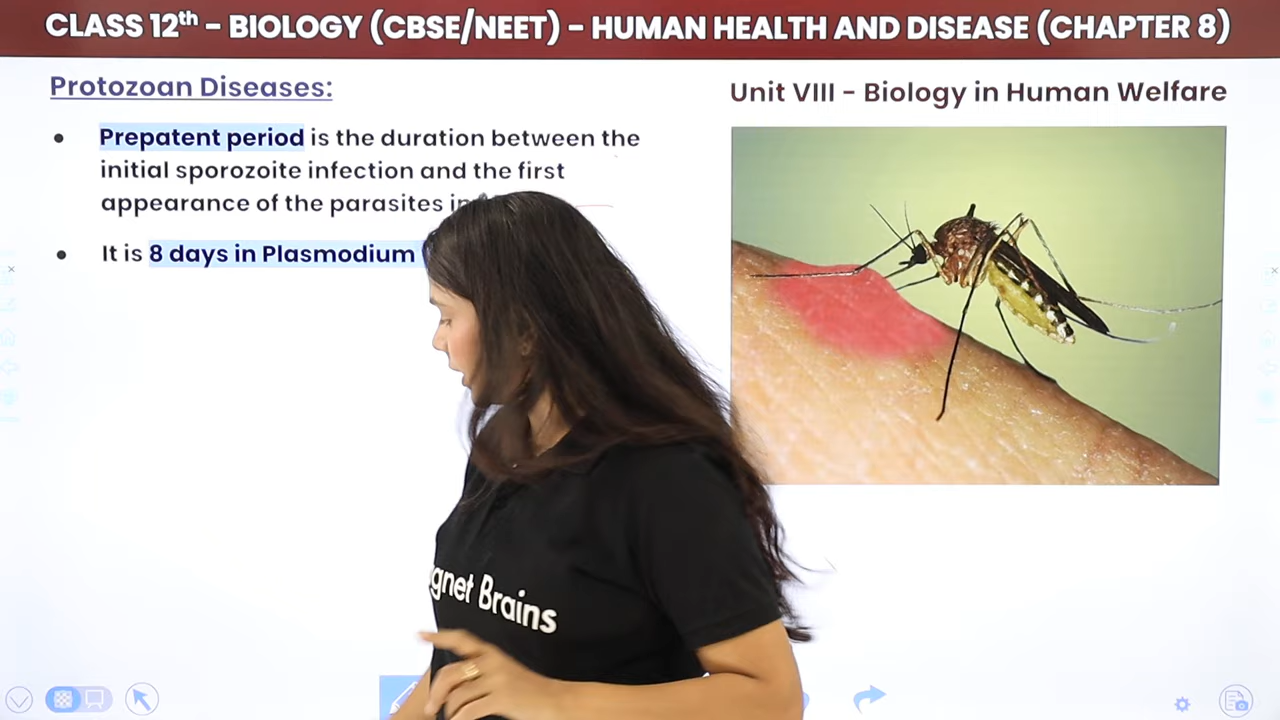 CLASS 12th - BIOLOGY (CBSE/NEET) - HUMAN HEALTH AND DISEASE (CHAPTER 8)
Protozoan Diseases:
Unit VIII - Biology in Human Welfare
• Prepatent period is the duration between the
initial sporozoite infection and the first
appearance of the parasites in
• It is 8 days in Plasmodium
gnet Brains